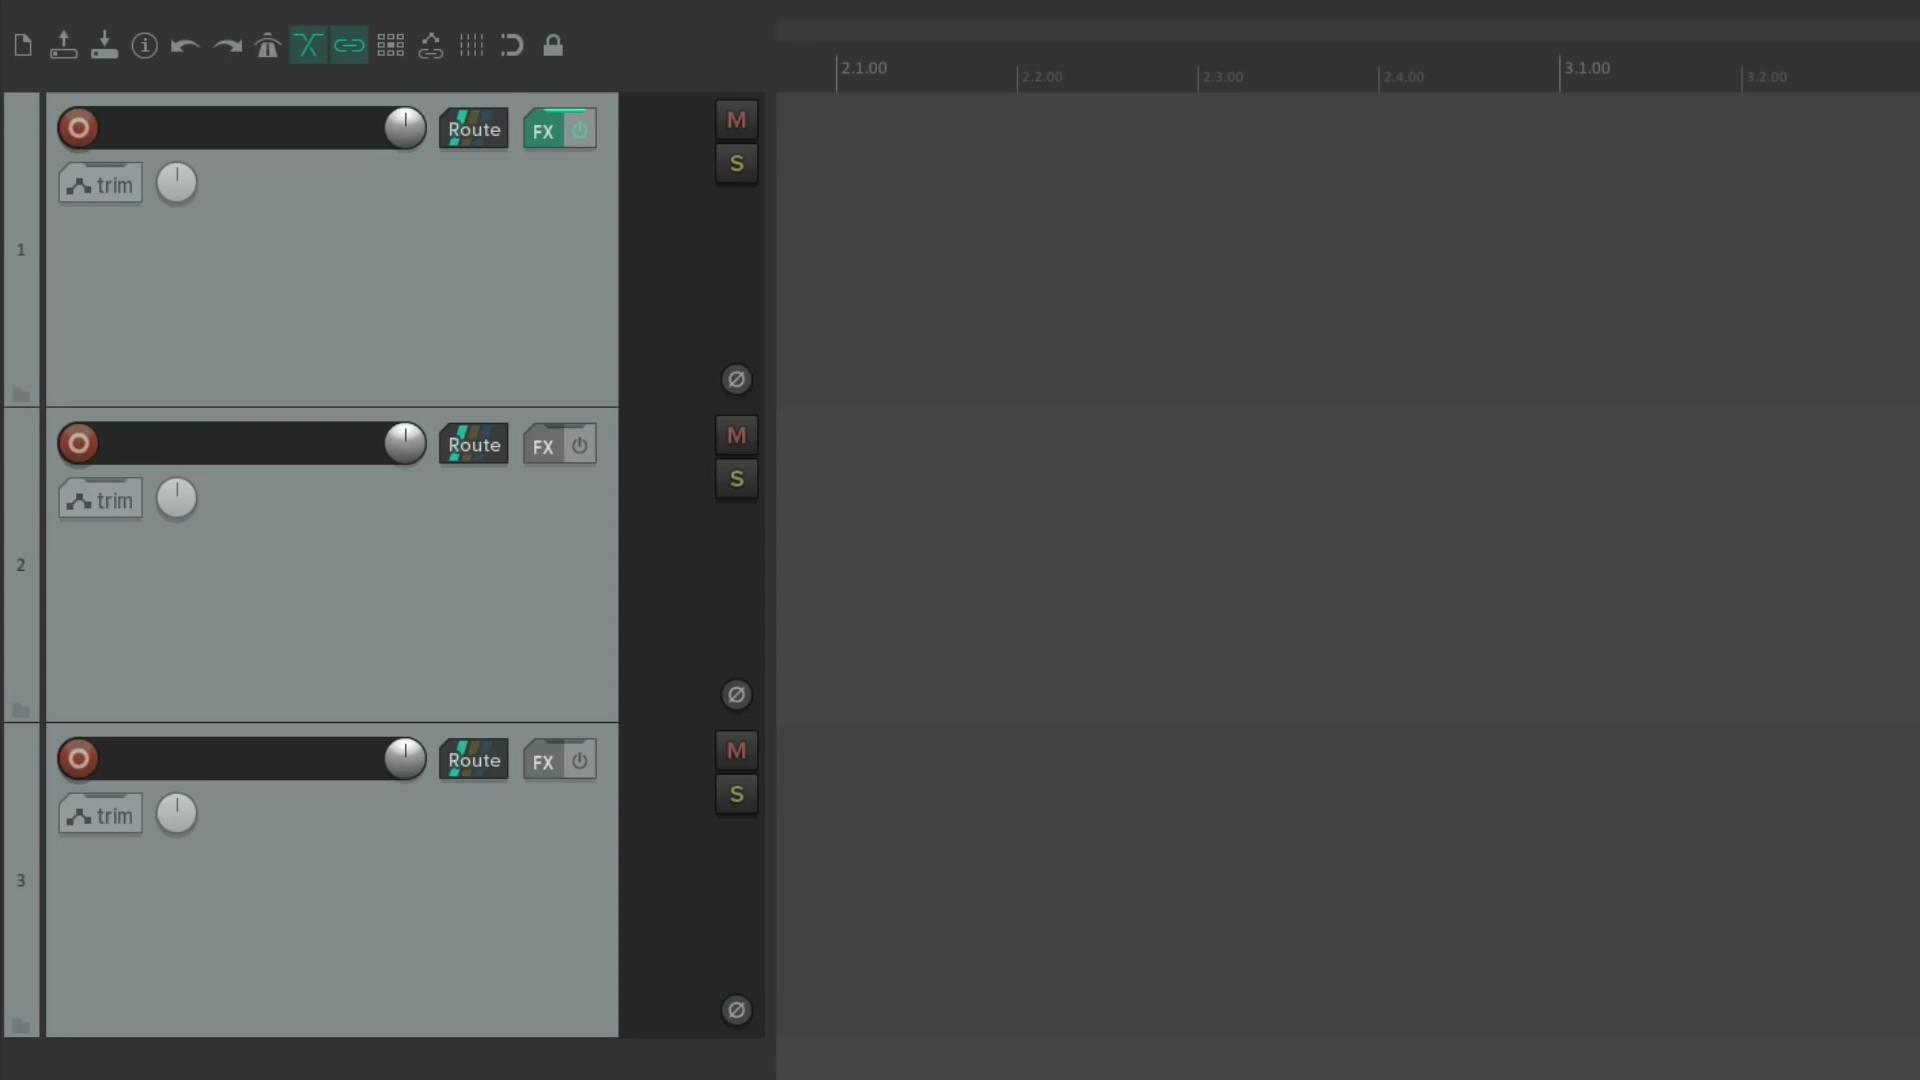 2.1.00
2.2.00
2.3.00
2.4.00
3.1.00
3.2.00
Route
FX
M
trim
S
1
Route
FX
M
trim
S
2
Route
FX
M
trim
S
3